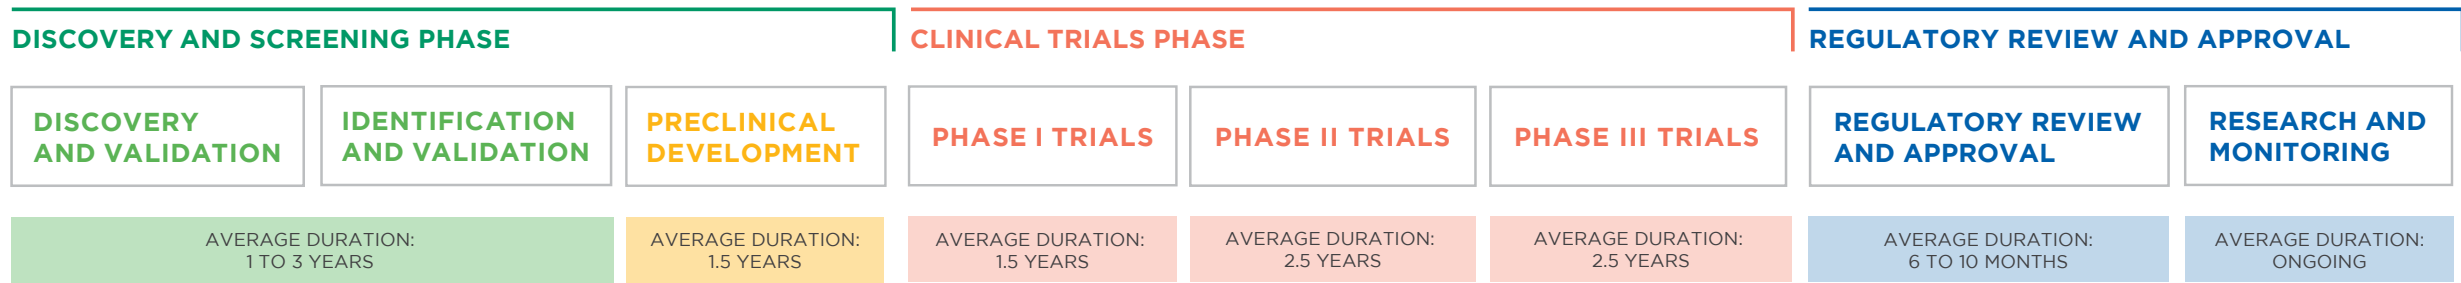 DISCOVERY AND SCREENING PHASE
CLINICAL TRIALS PHASE
REGULATORY REVIEW AND APPROVAL
DISCOVERY
AND VALIDATION
IDENTIFICATION
AND VALIDATION
PRECLINICAL
DEVELOPMENT
PHASE I TRIALS
PHASE II TRIALS
PHASE III TRIALS
REGULATORY REVIEW
AND APPROVAL
RESEARCH AND
MONITORING
AVERAGE DURATION:
1 TO 3 YEARS
AVERAGE DURATION:
1.5 YEARS
AVERAGE DURATION:
1.5 YEARS
AVERAGE DURATION:
2.5 YEARS
AVERAGE DURATION:
2.5 YEARS
AVERAGE DURATION:
6 TO 10 MONTHS
AVERAGE DURATION:
ONGOING